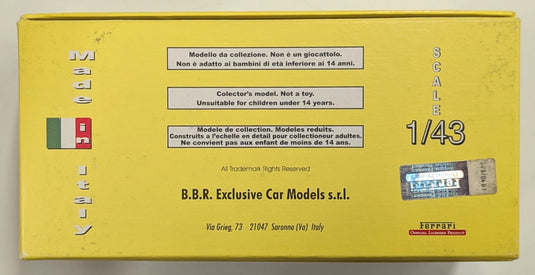 Made
in
Italy
Modello da collezione. Non è un giocattolo.
Non è adatto ai bambini di età inferiore ai 14 anni.
Colector's model. Not a toy.
Unsuitable for children under 14 years.
Modele de collection. Modeles reduits.
Construits a l'echelle en detail pour collectioneur adultes.
Ne convient pas aux enfant de moins de 14 ans.
All Trademark Rights Reserved
B.B.R. Exclusive Car Models s.r.l.
Via Grieg, 73 21047 Saronno (Va) Italy
SCALE
1/43
Ferrari
OFFICIAL LICENSED PRODUCT